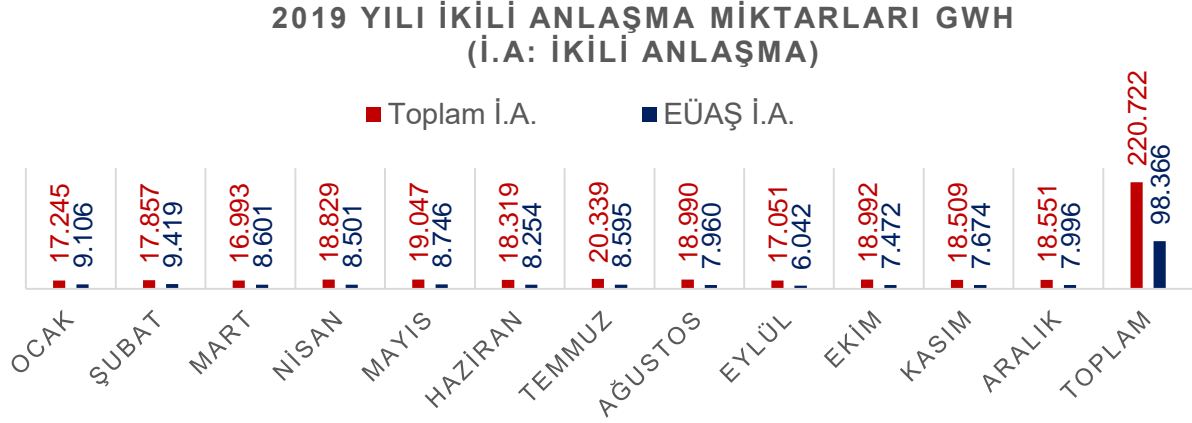 2019 YILI İKİLİ ANLAŞMA MİKTARLARI GWH
(İ.A: İKİLİ ANLAŞMA)
Toplam İ.A.
EÜAŞ İ.A.
17.245
9.106
17.857
9.419
16.993
8.601
18.829
8.501
19.047
8.746
18.319
8.254
20.339
8.595
18.990
7.960
17.051
6.042
18.992
7.472
18.509
7.674
18.551
7.996
220.722
98.366
OCAK
ŞUBAT
MART
NİSAN
MAYIS
HAZİRAN
TEMMUZ
AĞUSTOS
EYLÜL
EKİM
KASIM
ARALIK
TOPLAM